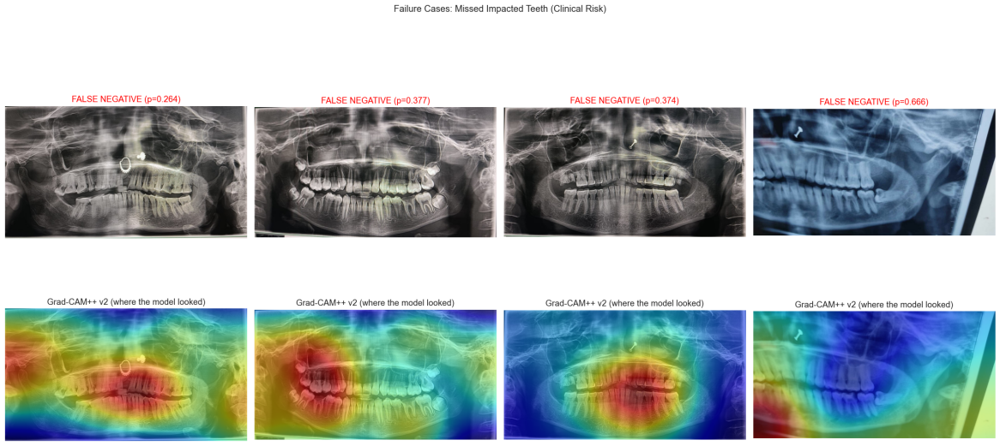 Failure Cases: Missed Impacted Teeth (Clinical Risk)
FALSE NEGATIVE (p=0.264)
FALSE NEGATIVE (p=0.377)
FALSE NEGATIVE (p=0.374)
FALSE NEGATIVE (p=0.666)
Grad-CAM++ v2 (where the model looked)
Grad-CAM++ v2 (where the model looked)
Grad-CAM++ v2 (where the model looked)
Grad-CAM++ v2 (where the model looked)